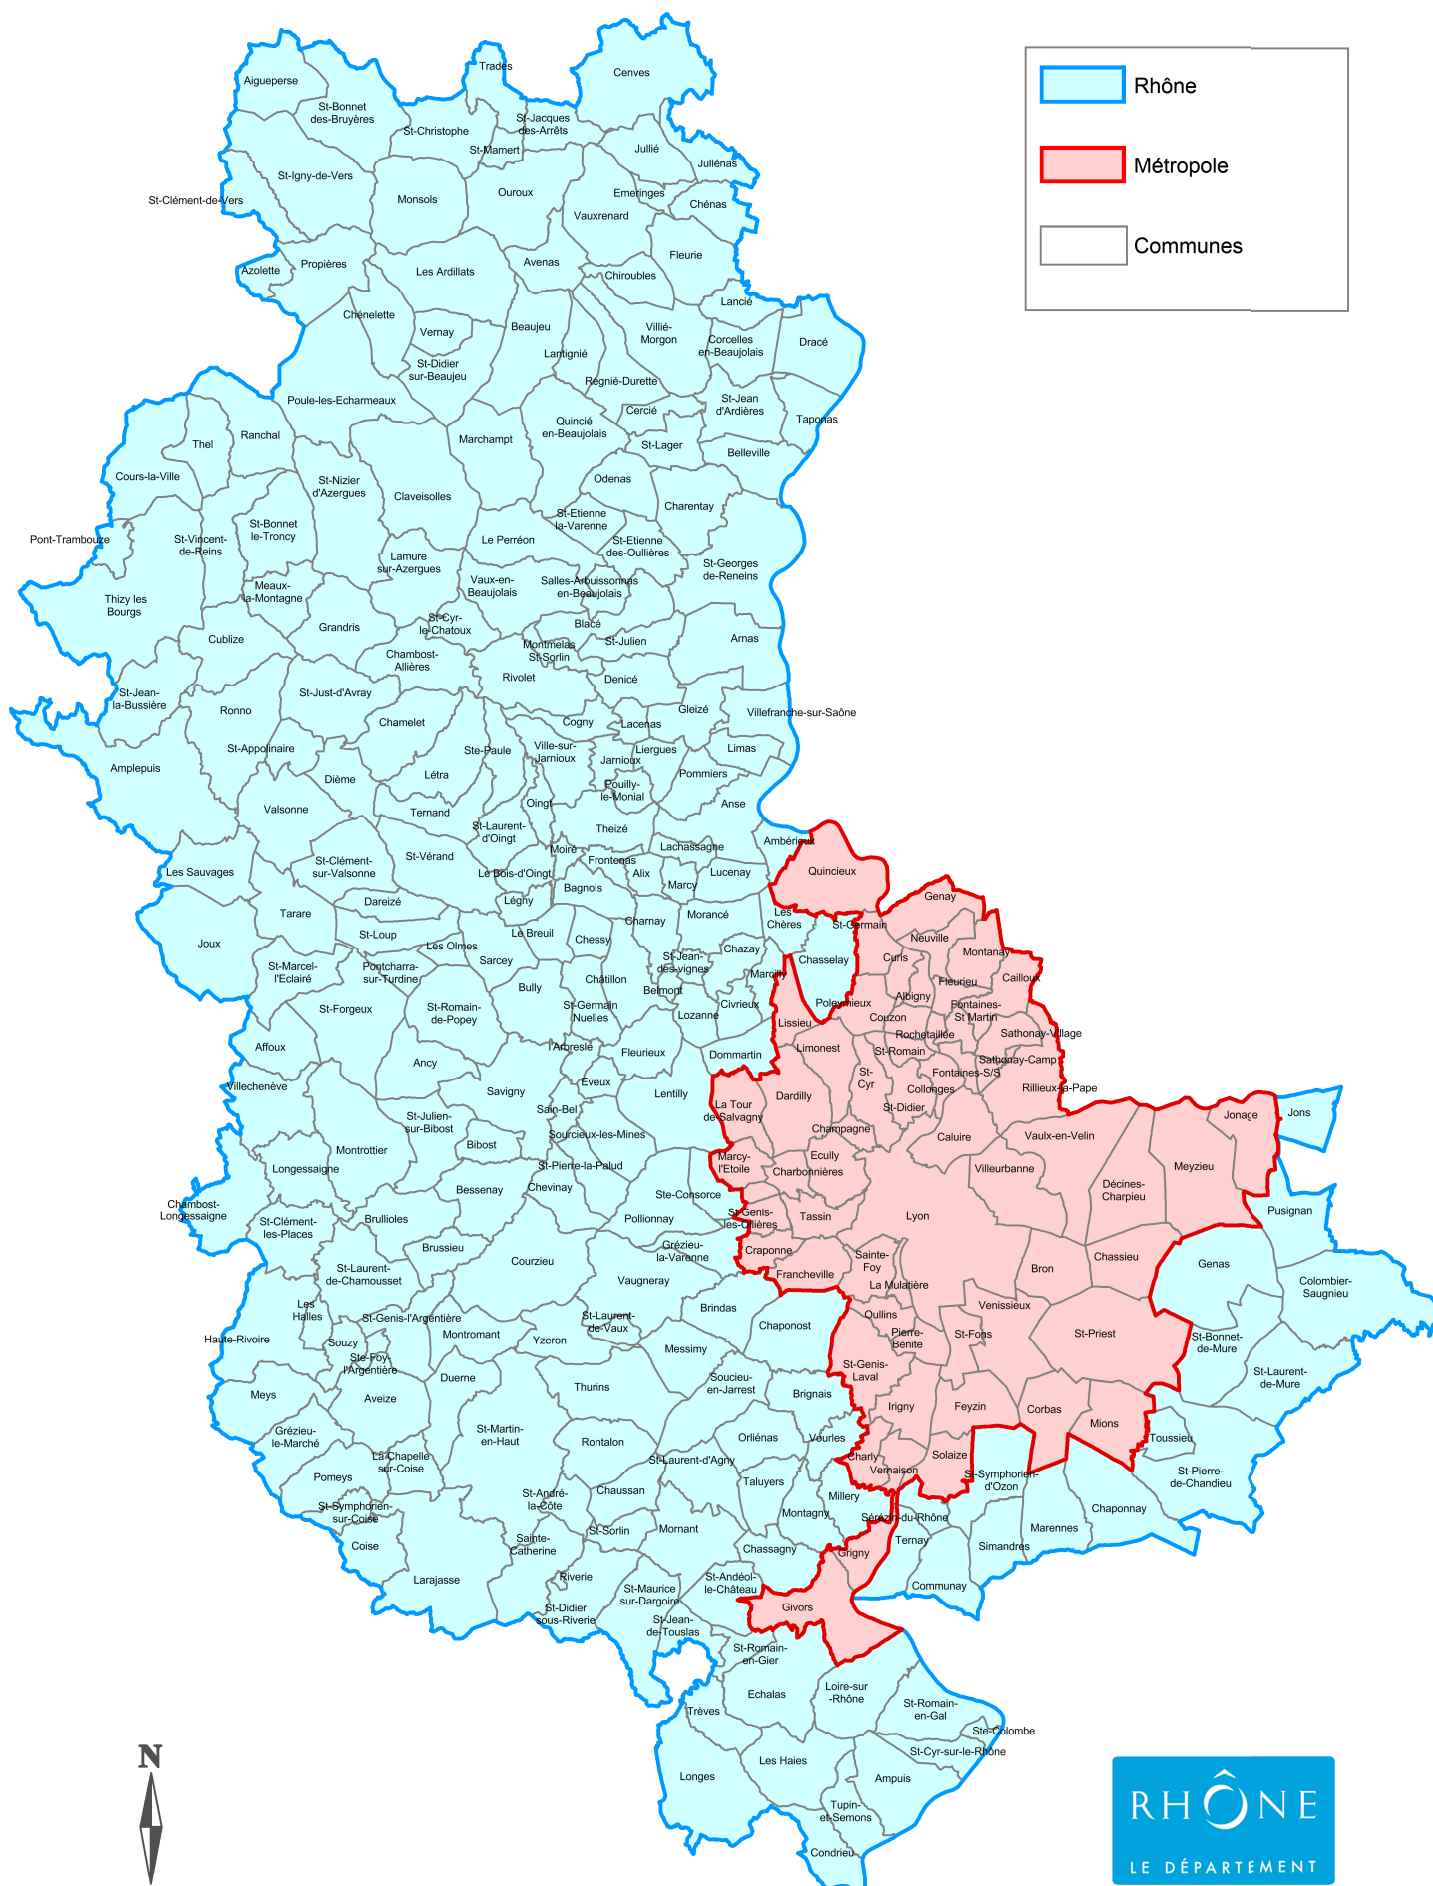 Trades
Cenves
Aigueperse
St-Bonnet
des-Bruyères
St-Christophe
St-Jacques
des-Arrêts
St-Mamert
Jullié
Juliénas
St-Igny-de-Vers
St-Clément-de-Vers
Monsols
Ouroux
Emeringes
Vauxrenard
Chénas
Azolette
Propières
Les Ardillats
Avenas
Fleurie
Chiroubles
Lancié
Chénelette
Vernay
Beaujeu
Villié-
Morgon
Corcelles
en-Beaujolais
Dracé
Lantignié
St-Didier
sur-Beaujeu
Regnié-Durette
Poule-les-Echarmeaux
St-Jean
d'Ardières
Cercié
Taponas
Quincié
en-Beaujolais
Thel
Ranchal
Marchampt
St-Lager
Belleville
Cours-la-Ville
St-Nizier
d'Azergues
Claveisolles
Odenas
Charentay
St-Etienne
la-Varenne
Pont-Trambouze
St-Vincent-
de-Reins
St-Bonnet
le-Troncy
Le Perréon
St-Etienne
des-Oullières
Lamure
sur-Azergues
St-Georges
de-Reneins
Thizy les
Bourgs
Meaux-
la-Montagne
Vaux-en-
Beaujolais
Salles-Arbuissonnas
en-Beaujolais
Grandris
St-Cyr-
le-Chatoux
Blacé
Cublize
Montmelas
St-Sorlin
St-Julien
Arnas
Chambost-
Allières
Rivolet
Denicé
St-Jean-
la-Bussière
St-Just-d'Avray
Ronno
Chamelet
Cogny
Lacenas
Gleizé
Villefranche-sur-Saône
St-Appolinaire
Ste-Paule
Ville-sur-
Jarnioux
Jarnioux
Liergues
Limas
Amplepuis
Dième
Létra
Pommiers
Pouilly-
le-Monial
Valsonne
Ternand
Oingt
Anse
St-Laurent-
d'Oingt
Theizé
Ambérieux
St-Clément-
sur-Valsonne
St-Vérand
Moiré
Frontenas
Lachassagne
Les Sauvages
Le Bois-d'Oingt
Alix
Lucenay
Quincieux
Bagnols
Marcy
Dareizé
Légny
Genay
Tarare
Charnay
Morancé
Les
Chères
St-Germain
Joux
St-Loup
Les Olmes
Le Breuil
Chessy
Neuville
Sarcey
Chazay
Chasselay
Curis
Montanay
St-Marcel-
l'Eclairé
Pontcharra-
sur-Turdine
St-Jean-
des-vignes
Marcilly
Cailloux
Châtillon
Fleurieu
Bully
Belmont
Albigny
St-Forgeux
St-Romain-
de-Popey
St-Germain
Nuelles
Civrieux
Poleymieux
Fontaines-
St Martin
Lozanne
Lissieu
Couzon
Rochetaillée
Sathonay-Village
Affoux
l'Arbresle
Fleurieux
Dommartin
Limonest
St-Romain
Sathonay-Camp
Ancy
Fontaines-S/S
Villechenève
Eveux
St-
Cyr
Collonges
Rillieux-la-Pape
Savigny
Lentilly
Dardilly
St-Didier
La Tour
de-Salvagny
Jonage
Jons
St-Julien-
sur-Bibost
Sain-Bel
Champagne
Bibost
Sourcieux-les-Mines
Caluire
Vaulx-en-Velin
Montrottier
Longessaigne
St-Pierre-la-Palud
Marcy-
l'Etoile
Ecully
Charbonnières
Villeurbanne
Meyzieu
Bessenay
Chevinay
Ste-Consorce
Décines-
Charpieu
Chambost-
Longessaigne
St-Clément-
les-Places
Brullioles
Pollionnay
St-Genis-
les-Ollières
Tassin
Lyon
Pusignan
Brussieu
Grézieu-
la-Varenne
Craponne
Courzieu
Sainte-
Foy
Chassieu
Genas
St-Laurent-
de-Chamousset
Francheville
Bron
Vaugneray
La Mulatière
Colombier-
Saugnieu
Les
Halles
St-Genis-l'Argentière
St-Laurent-
de-Vaux
Brindas
Chaponost
Oullins
Venissieux
Haute-Rivoire
Souzy
Montromant
Yzeron
Pierre-
Bénite
St-Fons
St-Priest
St-Bonnet-
de-Mure
Ste-Foy-
l'Argentière
Messimy
St-Genis-
Laval
St-Laurent-
de-Mure
Meys
Aveize
Duerne
Thurins
Soucieu-
en-Jarrest
Brignais
Irigny
Feyzin
Corbas
Mions
Grézieu-
le-Marché
St-Martin-
en-Haut
Rontalon
Orliénas
Vourles
Toussieu
La-Chapelle
sur-Coise
St-Laurent-d'Agny
Charly
Solaize
Pomeys
Vernaison
St-Symphorien-
d'Ozon
St-Pierre-
de-Chandieu
Taluyers
St-Symphorien-
sur-Coise
St-André-
la-Côte
Chaussan
Millery
Montagny
Sérézin-du-Rhône
Chaponnay
St-Sorlin
Mornant
Marennes
Coise
Sainte-
Catherine
Chassagny
Grigny
Ternay
Simandres
Larajasse
Riverie
St-Maurice
sur-Dargoire
St-Andéol-
le-Château
Communay
St-Didier
sous-Riverie
St-Jean-
de-Touslas
Givors
St-Romain-
en-Gier
Echalas
Loire-sur
-Rhône
Trèves
St-Romain-
en-Gal
Ste-Colombe
St-Cyr-sur-le-Rhône
Les Haies
Longes
Ampuis
Tupin-
et-Semons
Condrieu
Rhône
Métropole
Communes
N
RHÔNE
LE DÉPARTEMENT